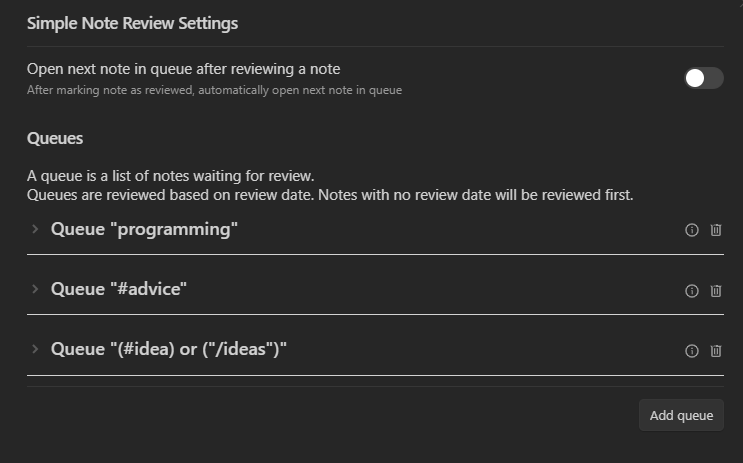 Simple Note Review Settings
Open next note in queue after reviewing a note
After marking note as reviewed, automatically open next note in queue
Queues
A queue is a list of notes waiting for review.
Queues are reviewed based on review date. Notes with no review date will be reviewed first.
Queue "programming"
Queue "#advice"
Queue "(#idea) or ("/ideas")"
Add queue